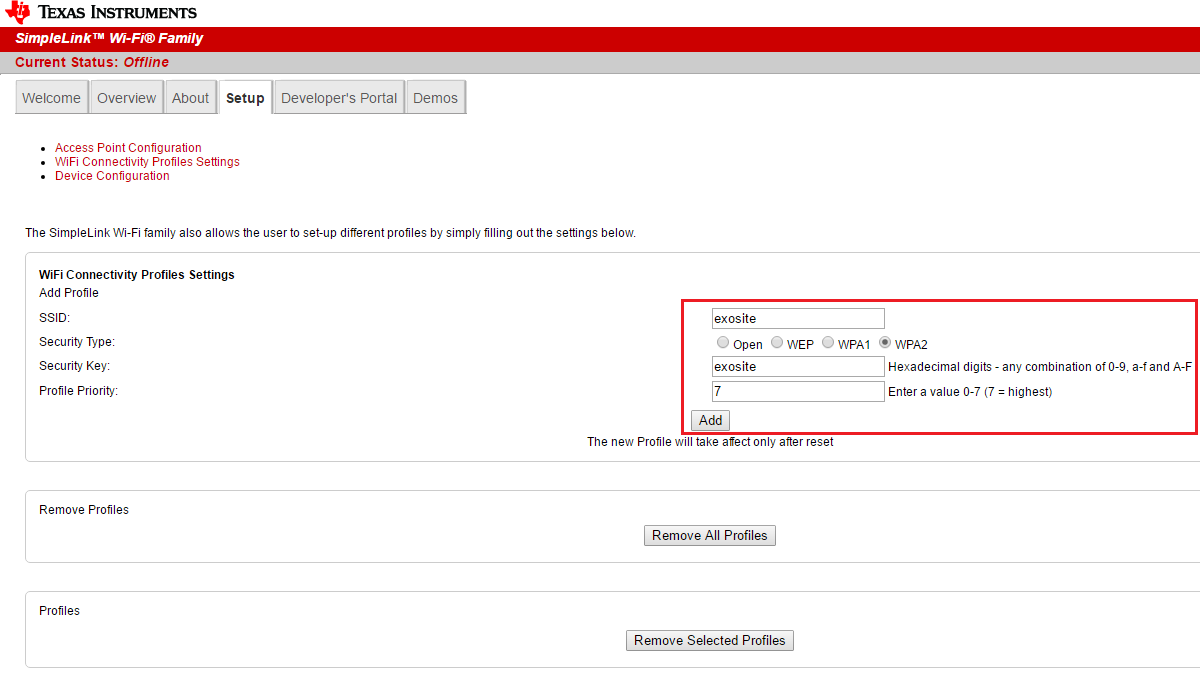 TEXAS INSTRUMENTS
SimpleLink™ Wi-Fi® Family
Current Status: Offline
Welcome Overview About Setup Developer's Portal Demos
Access Point Configuration
WiFi Connectivity Profiles Settings
Device Configuration
The SimpleLink Wi-Fi family also allows the user to set-up different profiles by simply filling out the settings below.
WiFi Connectivity Profiles Settings
Add Profile
SSID: exosite
Security Type: Open WEP WPA1 WPA2
Security Key: exosite Hexadecimal digits - any combination of 0-9, a-f and A-F
Profile Priority: 7 Enter a value 0-7 (7 = highest)
Add
The new Profile will take affect only after reset
Remove Profiles
Remove All Profiles
Profiles
Remove Selected Profiles